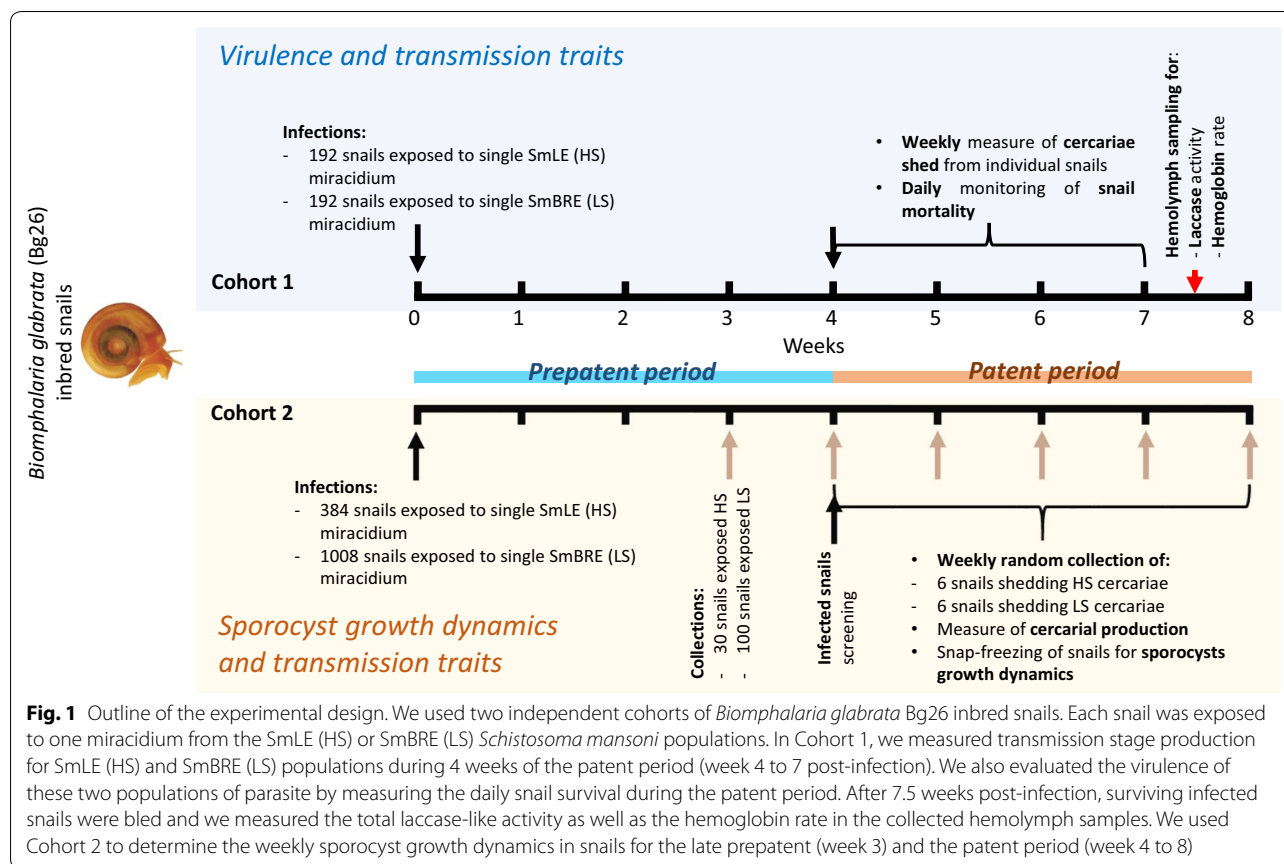 Biomphalaria glabrata (Bg26)
inbred snails
Virulence and transmission traits
Infections:
- 192 snails exposed to single SmLE (HS)
miracidium
- 192 snails exposed to single SmBRE (LS)
miracidium
• Weekly measure of cercariae
shed from individual snails
• Daily monitoring of snail
mortality
Hemolymph sampling for:
- Laccase activity
- Hemoglobin rate
Cohort 1
0 1 2 3 4 5 6 7 8
Weeks
Prepatent period Patent period
Cohort 2
Infections:
- 384 snails exposed to single SmLE (HS)
miracidium
- 1008 snails exposed to single SmBRE (LS)
miracidium
Sporocyst growth dynamics
and transmission traits
Collections:
- 30 snails exposed HS
- 100 snails exposed LS
Infected snails
screening
• Weekly random collection of:
- 6 snails shedding HS cercariae
- 6 snails shedding LS cercariae
• Measure of cercarial production
• Snap-freezing of snails for sporocysts
growth dynamics
Fig. 1 Outline of the experimental design. We used two independent cohorts of Biomphalaria glabrata Bg26 inbred snails. Each snail was exposed
to one miracidium from the SmLE (HS) or SmBRE (LS) Schistosoma mansoni populations. In Cohort 1, we measured transmission stage production
for SmLE (HS) and SmBRE (LS) populations during 4 weeks of the patent period (week 4 to 7 post-infection). We also evaluated the virulence of
these two populations of parasite by measuring the daily snail survival during the patent period. After 7.5 weeks post-infection, surviving infected
snails were bled and we measured the total laccase-like activity as well as the hemoglobin rate in the collected hemolymph samples. We used
Cohort 2 to determine the weekly sporocyst growth dynamics in snails for the late prepatent (week 3) and the patent period (week 4 to 8)